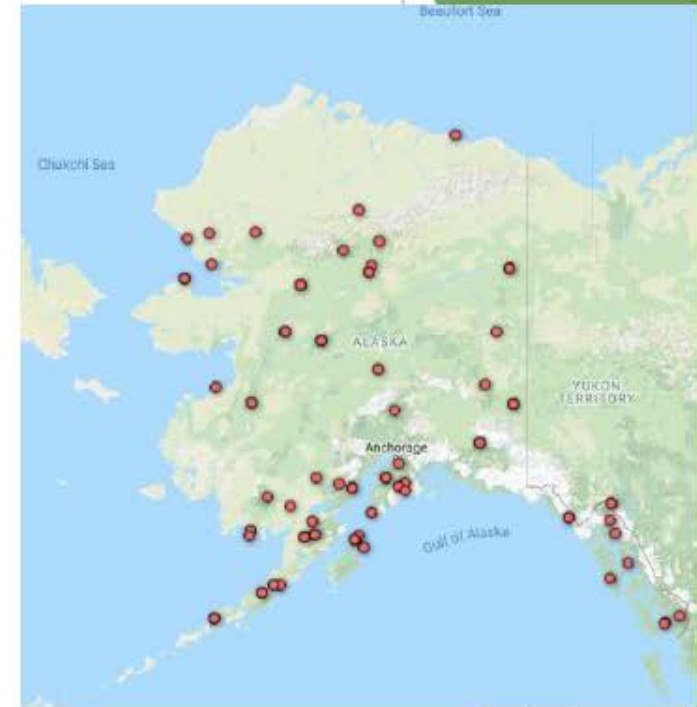 Beaufort Sea
Chukchi Sea
ALASKA
YUKON
TERRITORY
Anchorage
Gulf of Alaska